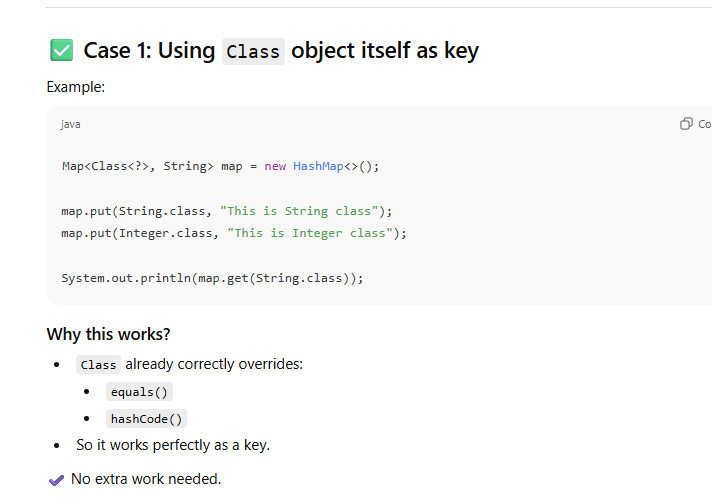 ✅ Case 1: Using Class object itself as key
Example:
java
Co
Map<Class<?>, String> map = new HashMap<>();
map.put(String.class, "This is String class");
map.put(Integer.class, "This is Integer class");
System.out.println(map.get(String.class));
Why this works?
• Class already correctly overrides:
• equals()
• hashCode()
• So it works perfectly as a key.
✔ No extra work needed.